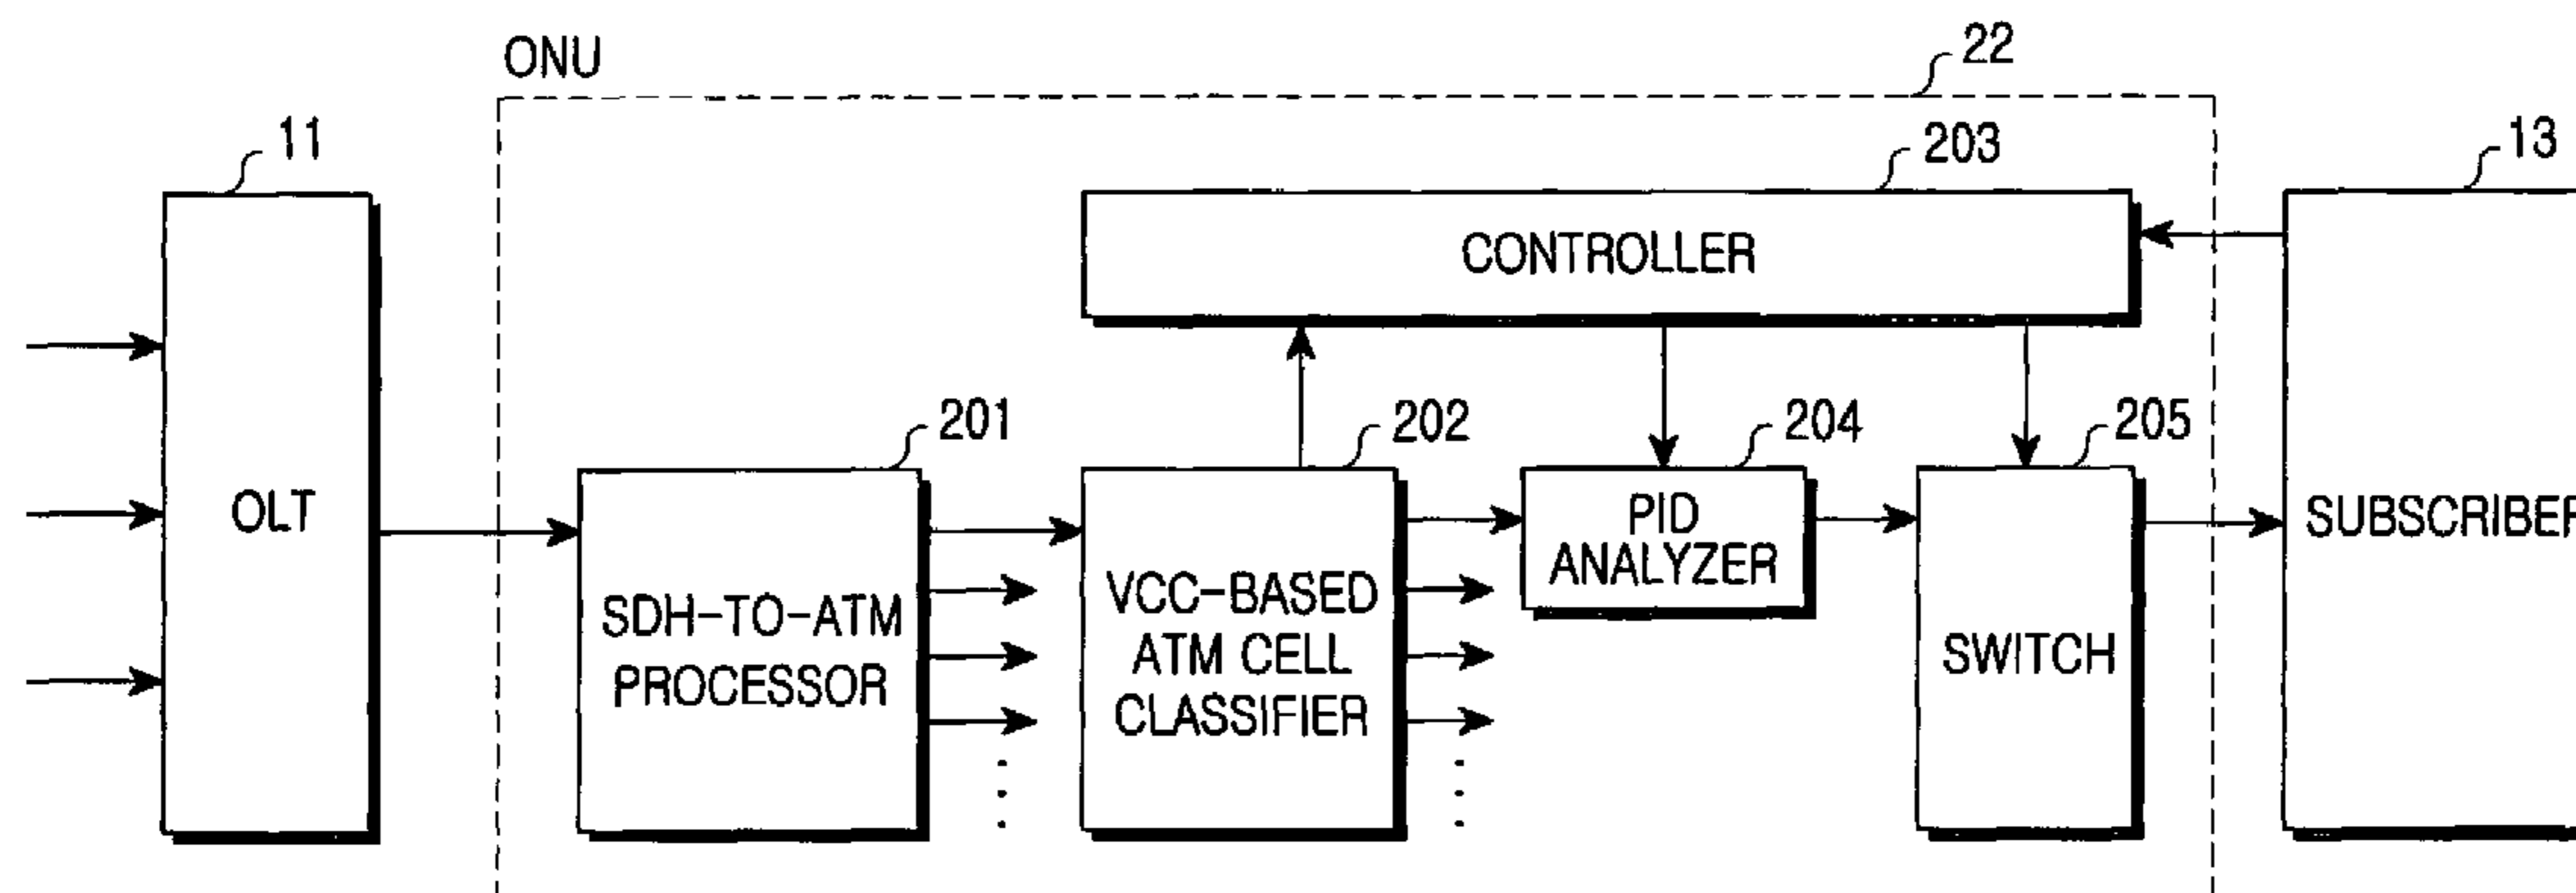 ONU
22
11
203
13
CONTROLLER
201
202
204
205
OLT
SDH-TO-ATM
PROCESSOR
VCC-BASED
ATM CELL
CLASSIFIER
PID
ANALYZER
SWITCH
SUBSCRIBER